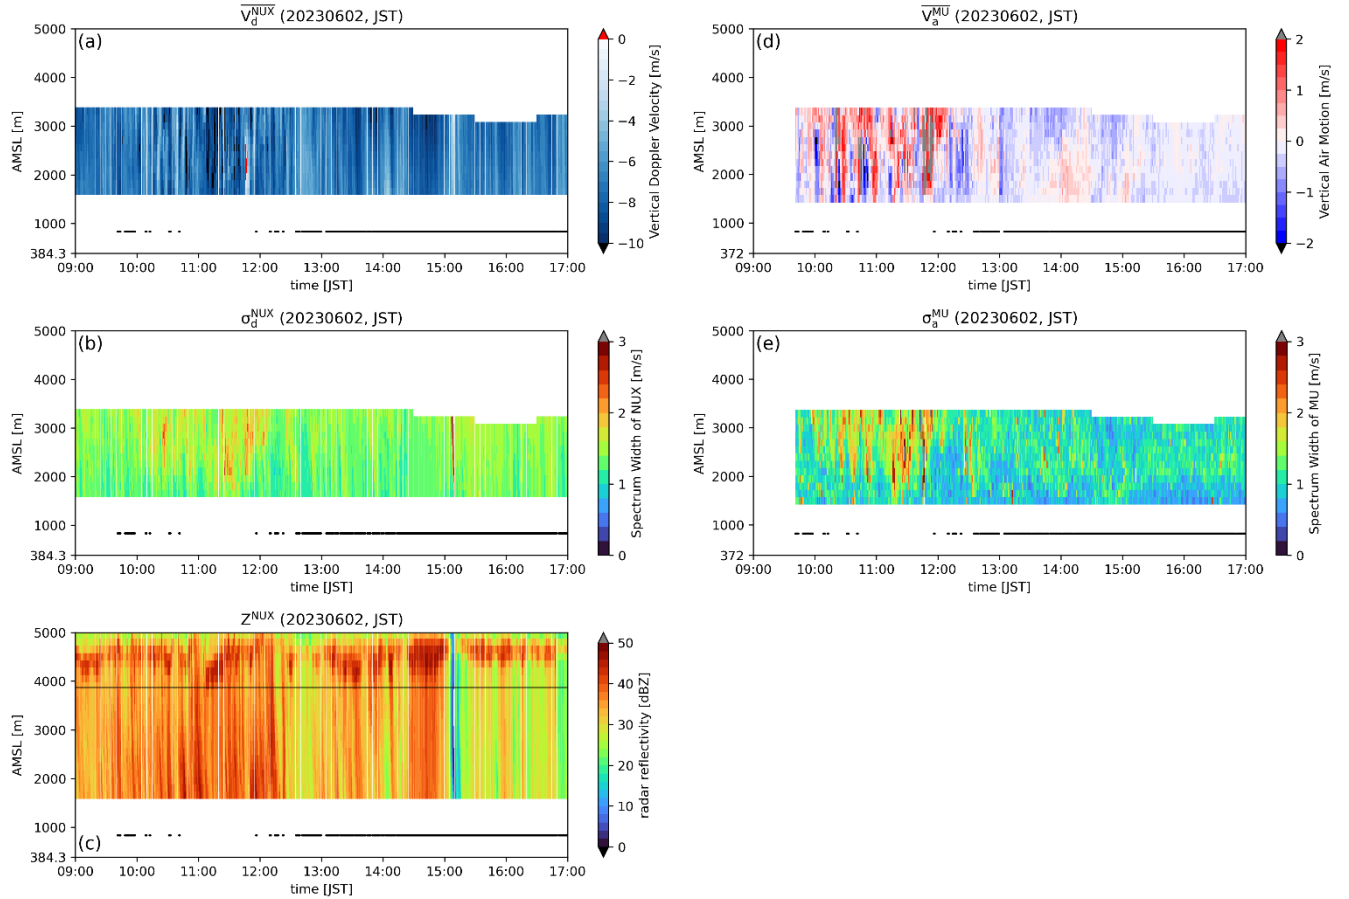 V_d^NUX (20230602, JST)
(a)
5000
4000
3000
2000
1000
384.3
AMSL [m]
09:00 10:00 11:00 12:00 13:00 14:00 15:00 16:00 17:00
time [JST]
0
−2
−4
−6
−8
−10
Vertical Doppler Velocity [m/s]
V_a^MU (20230602, JST)
(d)
5000
4000
3000
2000
1000
372
AMSL [m]
09:00 10:00 11:00 12:00 13:00 14:00 15:00 16:00 17:00
time [JST]
2
1
0
−1
−2
Vertical Air Motion [m/s]
σ_d^NUX (20230602, JST)
(b)
5000
4000
3000
2000
1000
384.3
AMSL [m]
09:00 10:00 11:00 12:00 13:00 14:00 15:00 16:00 17:00
time [JST]
3
2
1
0
Spectrum Width of NUX [m/s]
σ_a^MU (20230602, JST)
(e)
5000
4000
3000
2000
1000
372
AMSL [m]
09:00 10:00 11:00 12:00 13:00 14:00 15:00 16:00 17:00
time [JST]
3
2
1
0
Spectrum Width of MU [m/s]
Z^NUX (20230602, JST)
5000
4000
3000
2000
1000
384.3
AMSL [m]
(c)
09:00 10:00 11:00 12:00 13:00 14:00 15:00 16:00 17:00
time [JST]
50
40
30
20
10
0
radar reflectivity [dBZ]